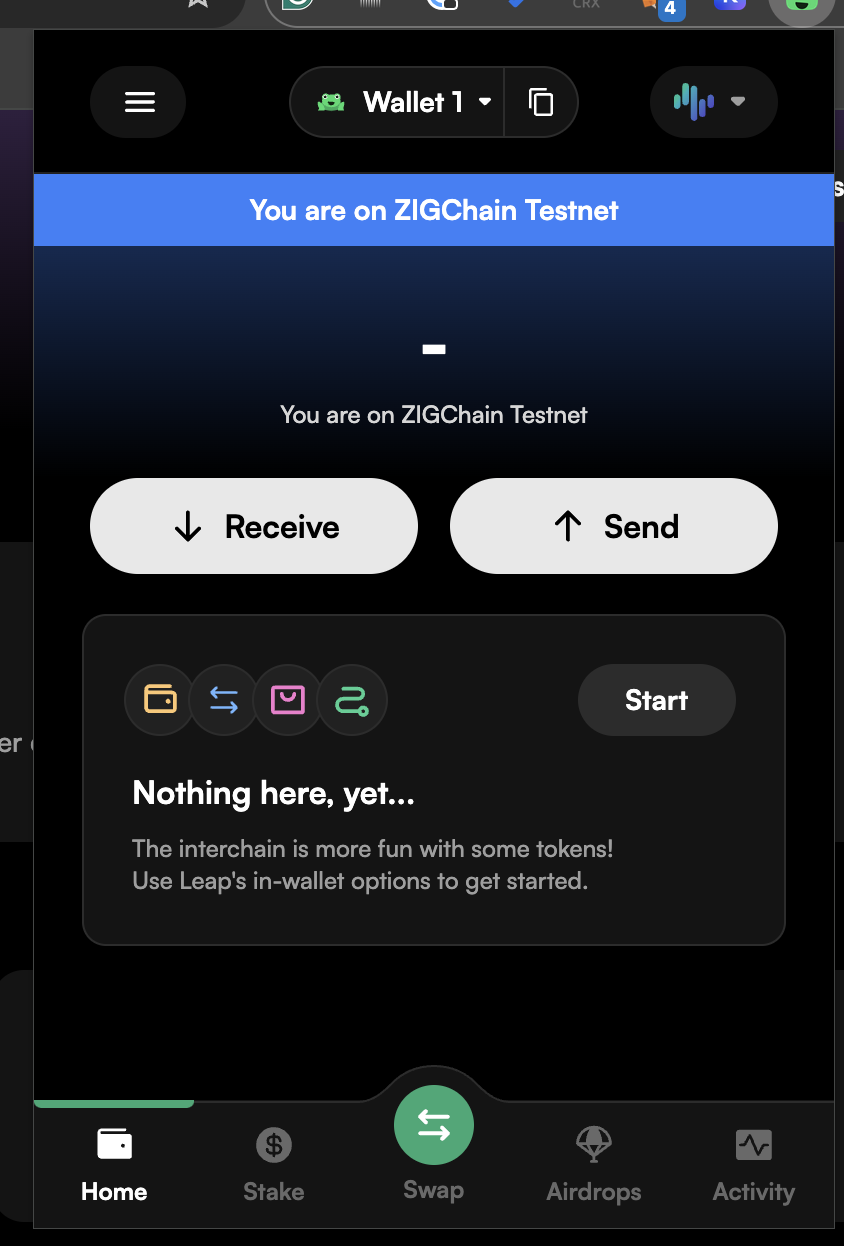 CRX
4
Wallet 1
You are on ZIGChain Testnet
-
You are on ZIGChain Testnet
Receive
Send
Start
Nothing here, yet...
The interchain is more fun with some tokens!
Use Leap's in-wallet options to get started.
Home
Stake
Swap
Airdrops
Activity